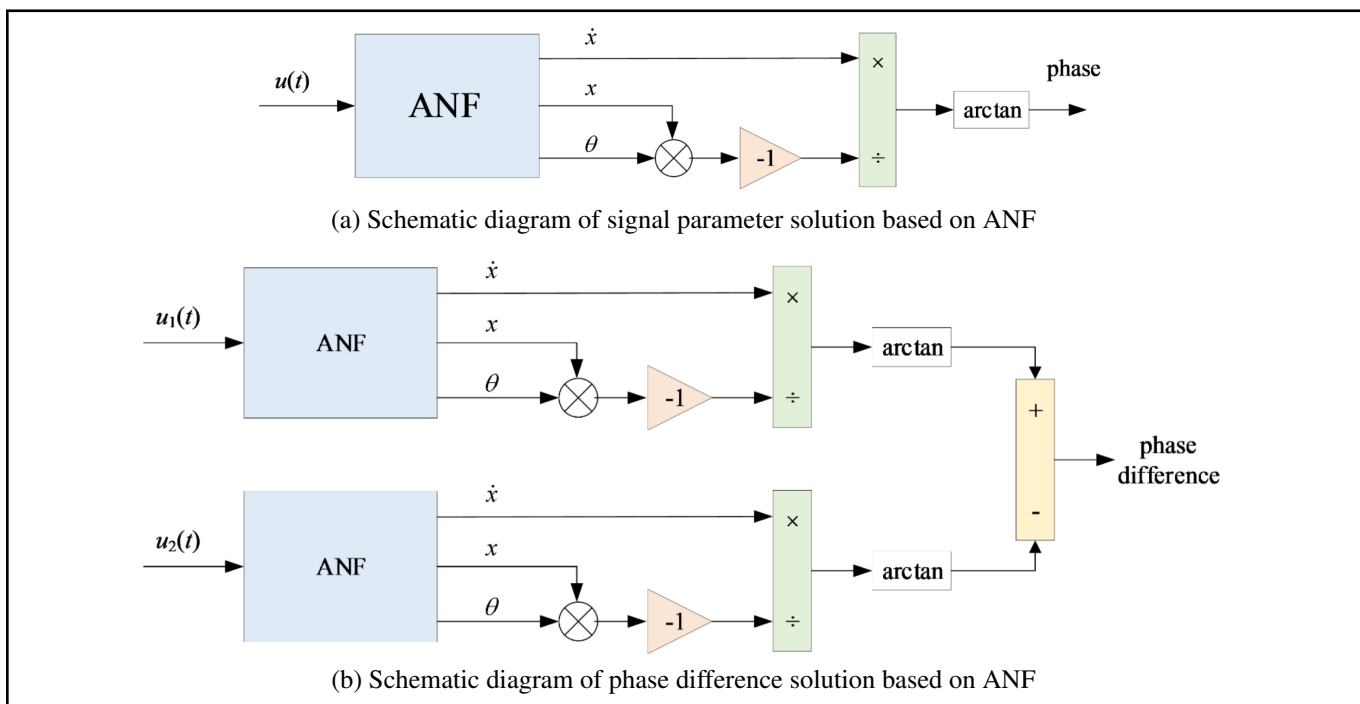 u(t)
ANF
ẋ
x
θ
-1
×
÷
arctan
phase
(a) Schematic diagram of signal parameter solution based on ANF
u₁(t)
ANF
ẋ
x
θ
-1
×
÷
arctan
u₂(t)
ANF
ẋ
x
θ
-1
×
÷
arctan
+
-
phase
difference
(b) Schematic diagram of phase difference solution based on ANF